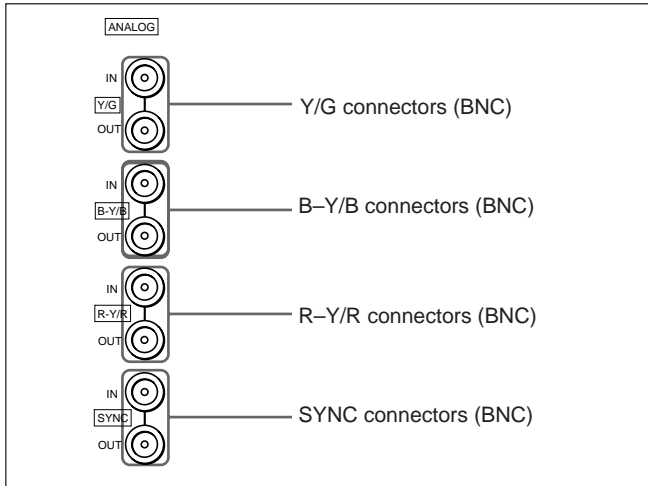 ANALOG
IN
Y/G
OUT
Y/G connectors (BNC)
IN
B-Y/B
OUT
B–Y/B connectors (BNC)
IN
R-Y/R
OUT
R–Y/R connectors (BNC)
IN
SYNC
OUT
SYNC connectors (BNC)